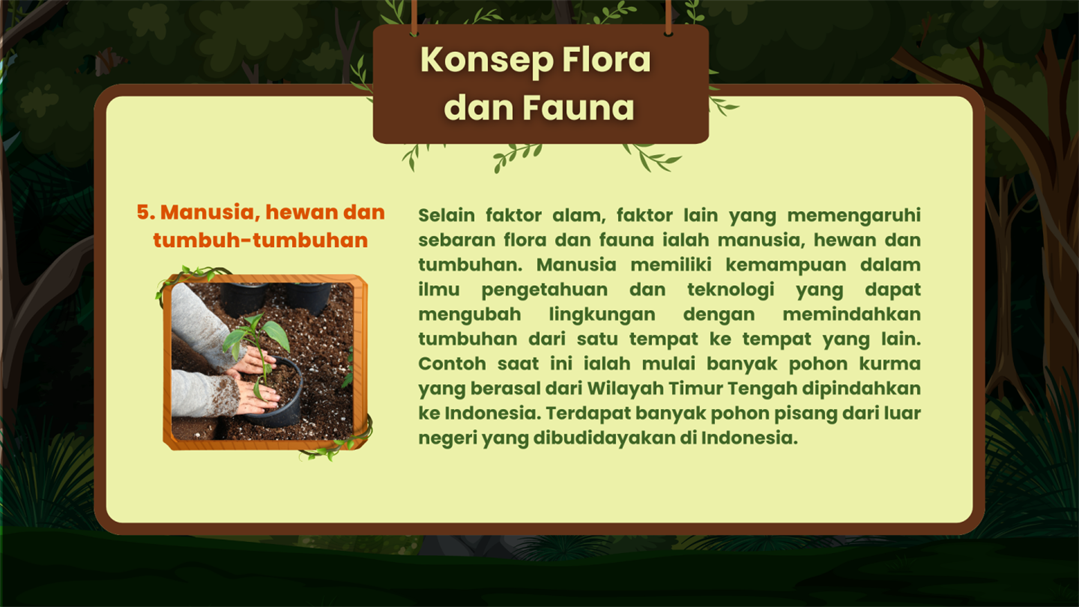 Konsep Flora
dan Fauna
5. Manusia, hewan dan
tumbuh-tumbuhan
Selain faktor alam, faktor lain yang memengaruhi
sebaran flora dan fauna ialah manusia, hewan dan
tumbuhan. Manusia memiliki kemampuan dalam
ilmu pengetahuan dan teknologi yang dapat
mengubah lingkungan dengan memindahkan
tumbuhan dari satu tempat ke tempat yang lain.
Contoh saat ini ialah mulai banyak pohon kurma
yang berasal dari Wilayah Timur Tengah dipindahkan
ke Indonesia. Terdapat banyak pohon pisang dari luar
negeri yang dibudidayakan di Indonesia.